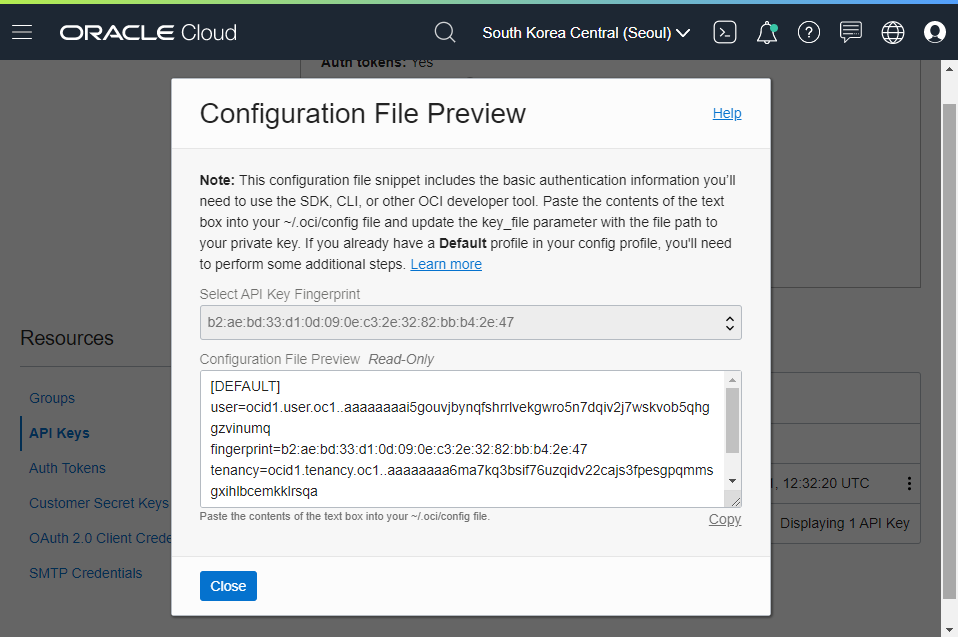 ORACLE Cloud
South Korea Central (Seoul)
Auth tokens: Yes
Configuration File Preview
Help
Note: This configuration file snippet includes the basic authentication information you'll
need to use the SDK, CLI, or other OCI developer tool. Paste the contents of the text
box into your ~/.oci/config file and update the key_file parameter with the file path to
your private key. If you already have a Default profile in your config profile, you'll need
to perform some additional steps. Learn more
Select API Key Fingerprint
b2:ae:bd:33:d1:0d:09:0e:c3:2e:32:82:bb:b4:2e:47
Configuration File Preview Read-Only
[DEFAULT]
user=ocid1.user.oc1..aaaaaaaai5gouvjbynqfshrrlvekgwro5n7dqiv2j7wskvob5qhg
gzvinumq
fingerprint=b2:ae:bd:33:d1:0d:09:0e:c3:2e:32:82:bb:b4:2e:47
tenancy=ocid1.tenancy.oc1..aaaaaaaa6ma7kq3bsif76uzqidv22cajs3fpesgpqmms
gxihlbcemkklrsqa
Paste the contents of the text box into your ~/.oci/config file.
Copy
Close
Resources
Groups
API Keys
Auth Tokens
Customer Secret Keys
OAuth 2.0 Client Crede
SMTP Credentials
, 12:32:20 UTC
Displaying 1 API Key